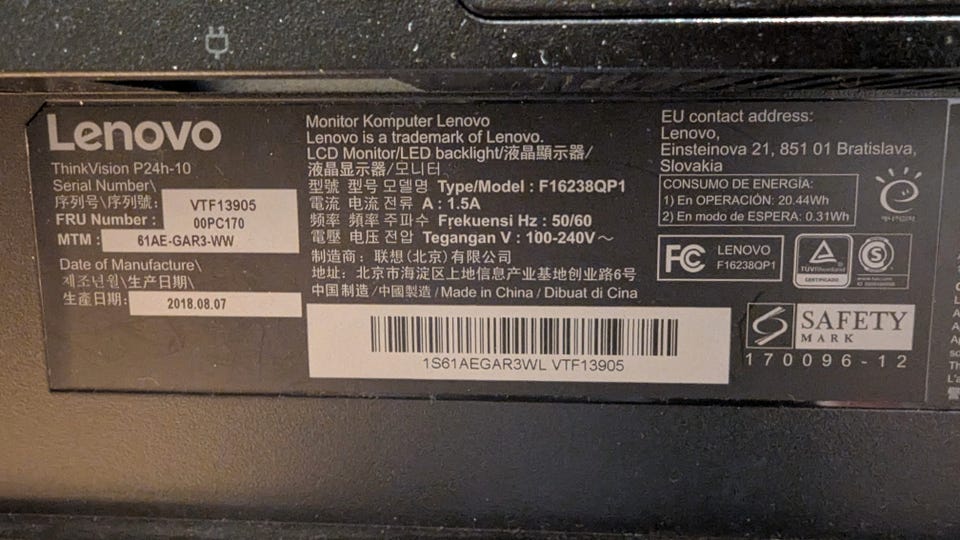 Lenovo
ThinkVision P24h-10
Serial Number\
序列号\序列號: VTF13905
FRU Number : 00PC170
MTM : 61AE-GAR3-WW
Date of Manufacture\
제조년월\生产日期\
生產日期: 2018.08.07
Monitor Komputer Lenovo
Lenovo is a trademark of Lenovo.
LCD Monitor/LED backlight/液晶顯示器/
液晶显示器/모니터
型號 型号 모델명 Type/Model : F16238QP1
電流 电流 전류 A : 1.5A
频率 頻率 주파수 Frekuensi Hz : 50/60
電壓 电压 전압 Tegangan V : 100-240V～
制造商：联想(北京)有限公司
地址：北京市海淀区上地信息产业基地创业路6号
中国制造/中國製造/Made in China / Dibuat di Cina
1S61AEGAR3WL VTF13905
EU contact address:
Lenovo,
Einsteinova 21, 851 01 Bratislava,
Slovakia
CONSUMO DE ENERGÍA:
1) En OPERACIÓN: 20.44Wh
2) En modo de ESPERA: 0.31Wh
FC LENOVO
F16238QP1
TÜVRheinland
CERTIFIED
S
SAFETY
MARK
170096-12